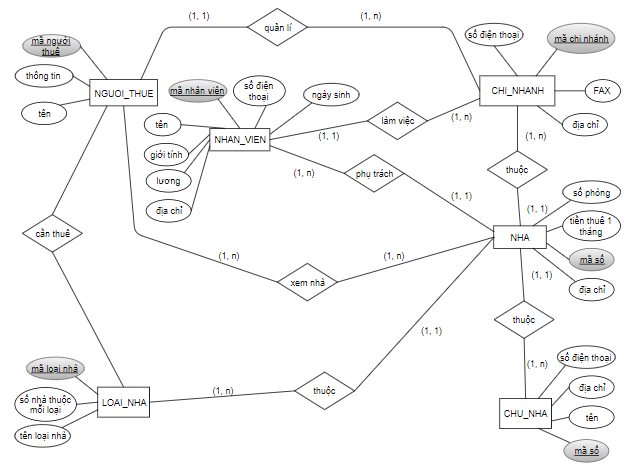 (1, 1)
quản lí
(1, n)
số điện thoại
mã chi nhánh
mã người
thuê
thông tin
tên
NGUOI_THUE
CHI_NHANH
FAX
địa chỉ
mã nhân viên
số điện
thoại
ngày sinh
tên
giới tính
lương
địa chỉ
NHAN_VIEN
(1, 1)
làm việc
(1, n)
(1, n)
thuộc
(1, 1)
(1, n)
phụ trách
(1, 1)
số phòng
tiền thuê 1
tháng
mã số
địa chỉ
NHA
cần thuê
(1, n)
xem nhà
(1, n)
(1, 1)
thuộc
(1, n)
(1, 1)
mã loại nhà
số nhà thuộc
mỗi loại
tên loại nhà
LOAI_NHA
(1, n)
thuộc
số điện thoại
địa chỉ
tên
mã số
CHU_NHA